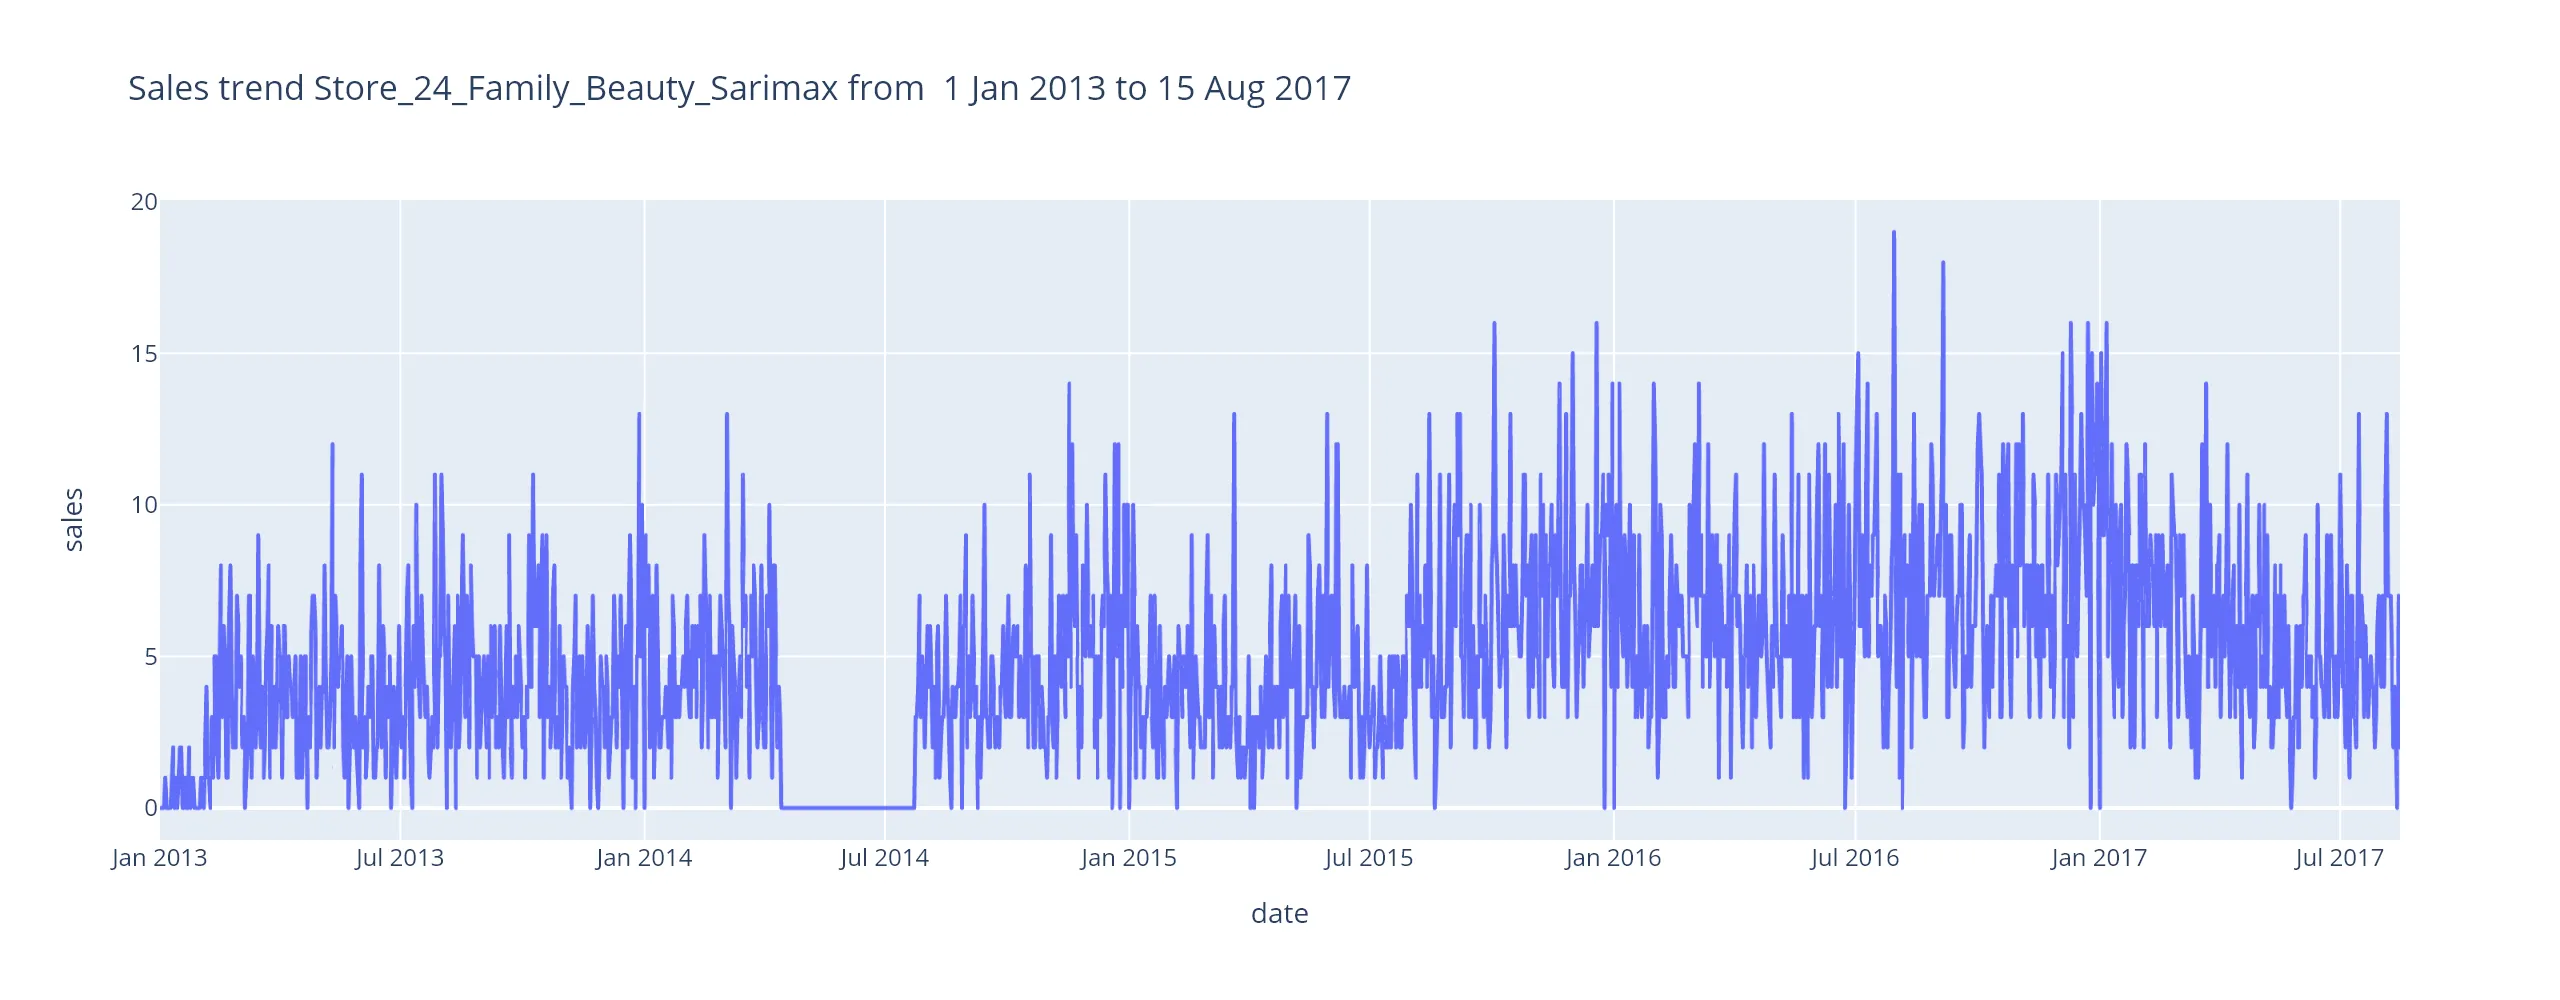 Sales trend Store_24_Family_Beauty_Sarimax from  1 Jan 2013 to 15 Aug 2017
20
15
10
5
0
sales
Jan 2013 Jul 2013 Jan 2014 Jul 2014 Jan 2015 Jul 2015 Jan 2016 Jul 2016 Jan 2017 Jul 2017
date